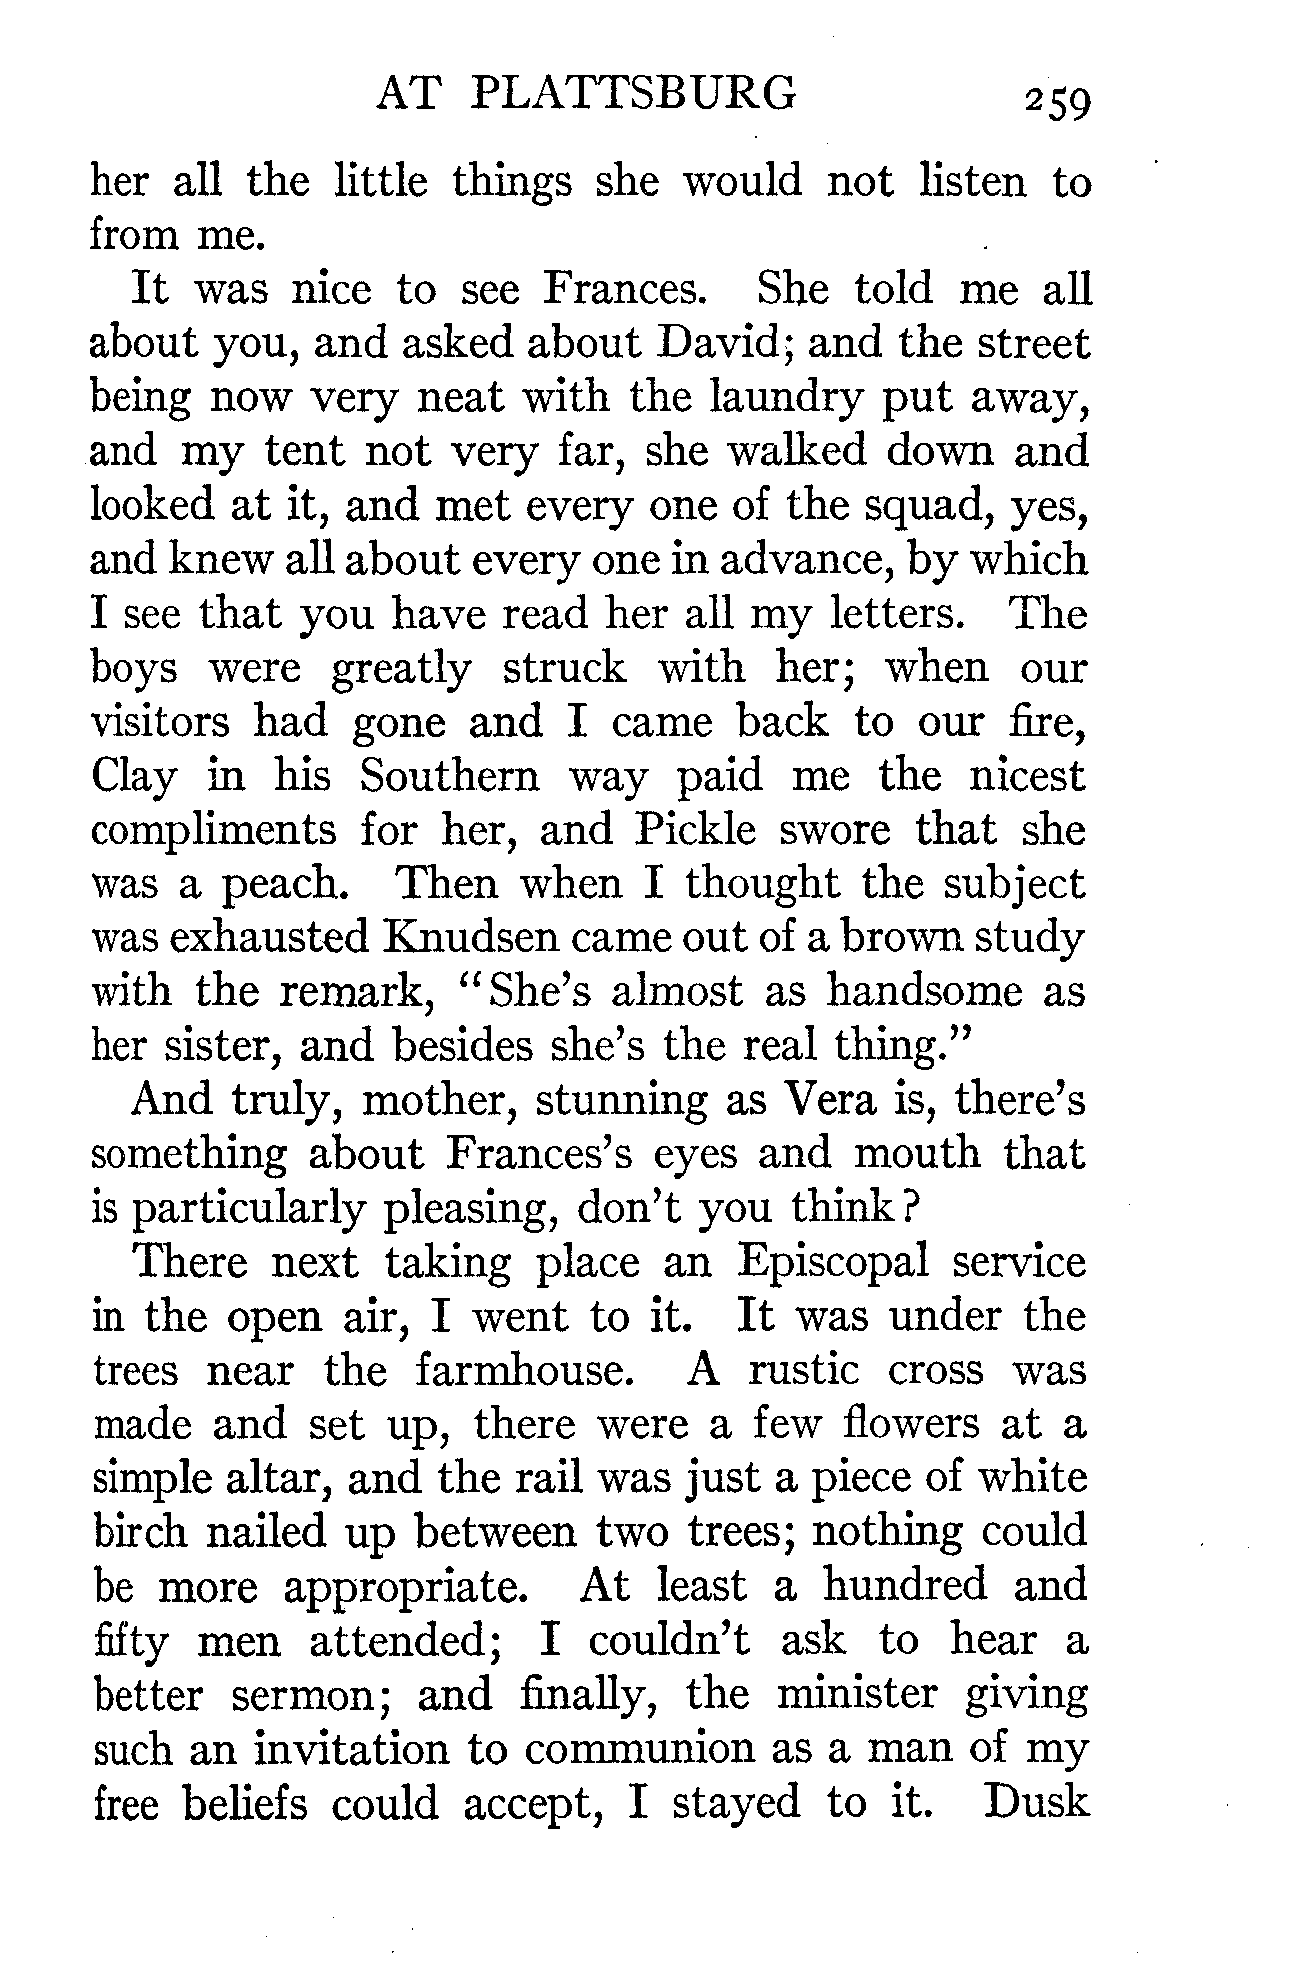 AT PLATTSBURG 259
her all the little things she would not listen to
from me.
It was nice to see Frances. She told me all
about you, and asked about David; and the street
being now very neat with the laundry put away,
and my tent not very far, she walked down and
looked at it, and met every one of the squad, yes,
and knew all about every one in advance, by which
I see that you have read her all my letters. The
boys were greatly struck with her; when our
visitors had gone and I came back to our fire,
Clay in his Southern way paid me the nicest
compliments for her, and Pickle swore that she
was a peach. Then when I thought the subject
was exhausted Knudsen came out of a brown study
with the remark, “She’s almost as handsome as
her sister, and besides she’s the real thing.”
And truly, mother, stunning as Vera is, there’s
something about Frances’s eyes and mouth that
is particularly pleasing, don’t you think?
There next taking place an Episcopal service
in the open air, I went to it. It was under the
trees near the farmhouse. A rustic cross was
made and set up, there were a few flowers at a
simple altar, and the rail was just a piece of white
birch nailed up between two trees; nothing could
be more appropriate. At least a hundred and
fifty men attended; I couldn’t ask to hear a
better sermon; and finally, the minister giving
such an invitation to communion as a man of my
free beliefs could accept, I stayed to it. Dusk